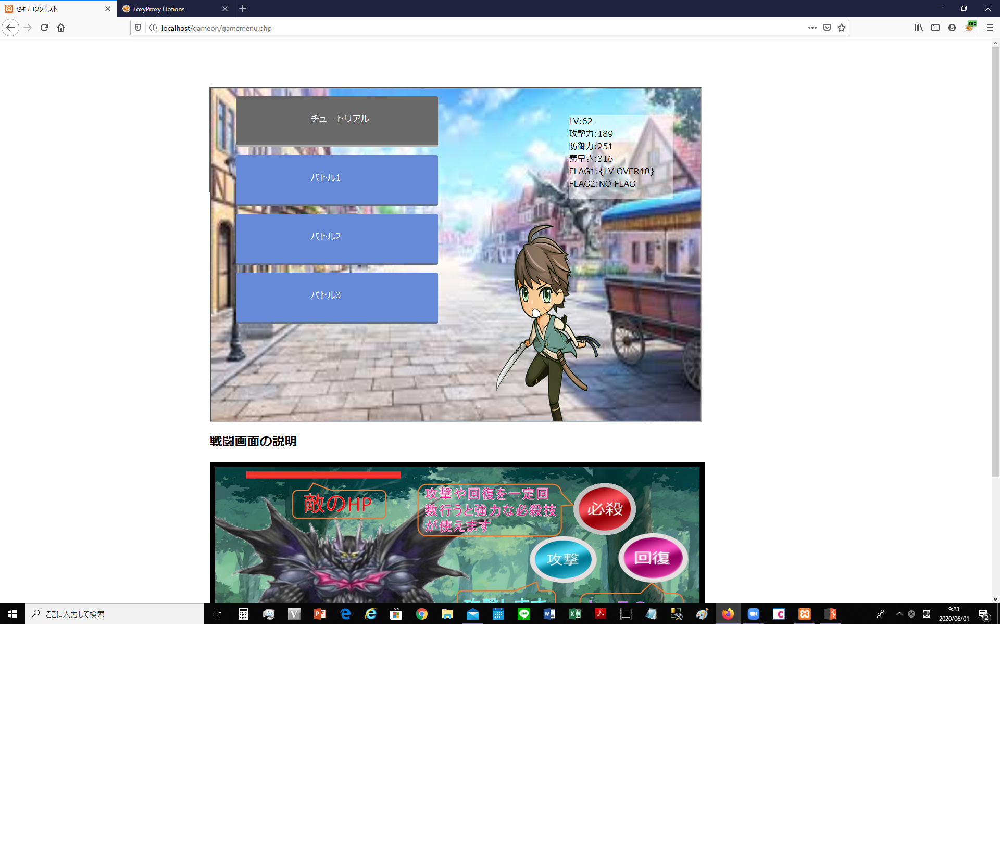 セキュコンクエスト
FoxyProxy Options
localhost/gameon/gamemenu.php
sec
チュートリアル
バトル1
バトル2
バトル3
LV:62
攻撃力:189
防御力:251
素早さ:316
FLAG1:{LV OVER10}
FLAG2:NO FLAG
戦闘画面の説明
敵のHP
攻撃や回復を一定回
数行うと強力な必殺技
が使えます
必殺
攻撃
回復
ここに入力して検索
9:23
2020/06/01
2